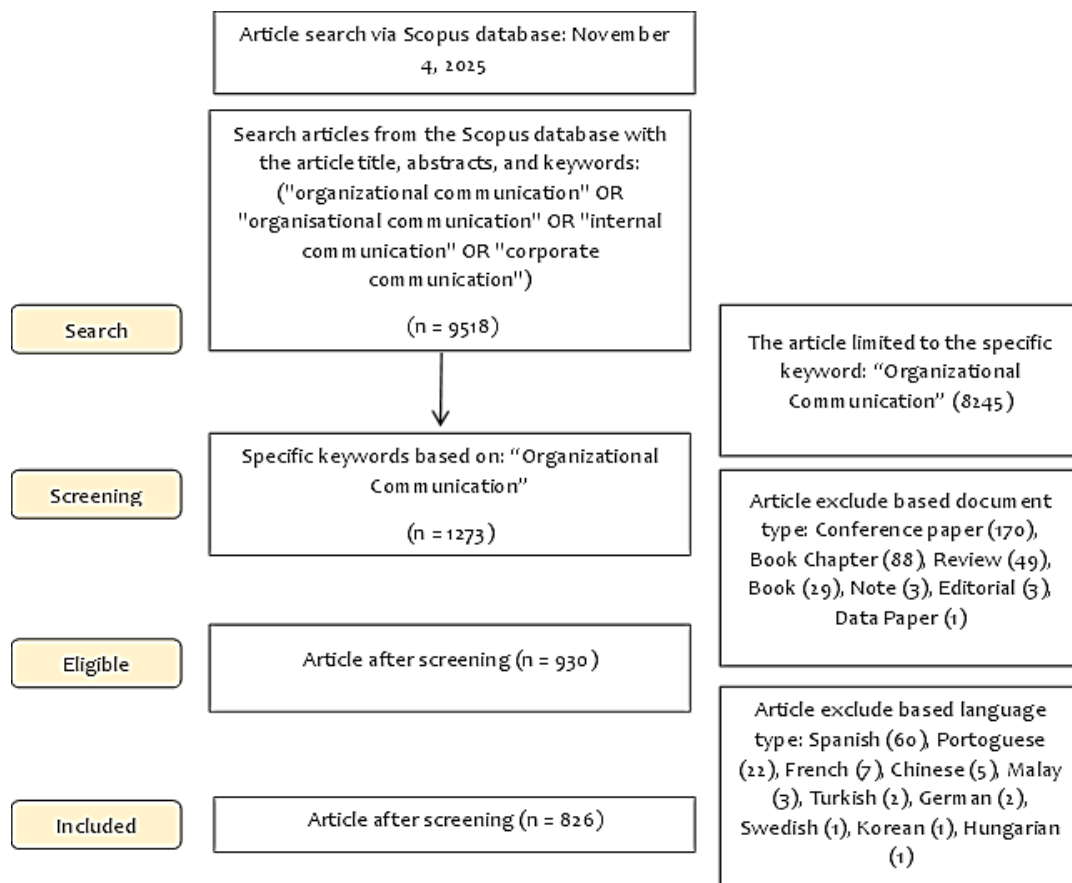 Article search via Scopus database: November
4, 2025
Search articles from the Scopus database with
the article title, abstracts, and keywords:
("organizational communication" OR
"organisational communication" OR "internal
communication" OR "corporate
communication")
(n = 9518)
Search
The article limited to the specific
keyword: “Organizational
Communication” (8245)
Specific keywords based on: “Organizational
Communication”
(n = 1273)
Screening
Article exclude based document
type: Conference paper (170),
Book Chapter (88), Review (49),
Book (29), Note (3), Editorial (3),
Data Paper (1)
Eligible
Article after screening (n = 930)
Article exclude based language
type: Spanish (60), Portuguese
(22), French (7), Chinese (5), Malay
(3), Turkish (2), German (2),
Swedish (1), Korean (1), Hungarian
(1)
Included
Article after screening (n = 826)